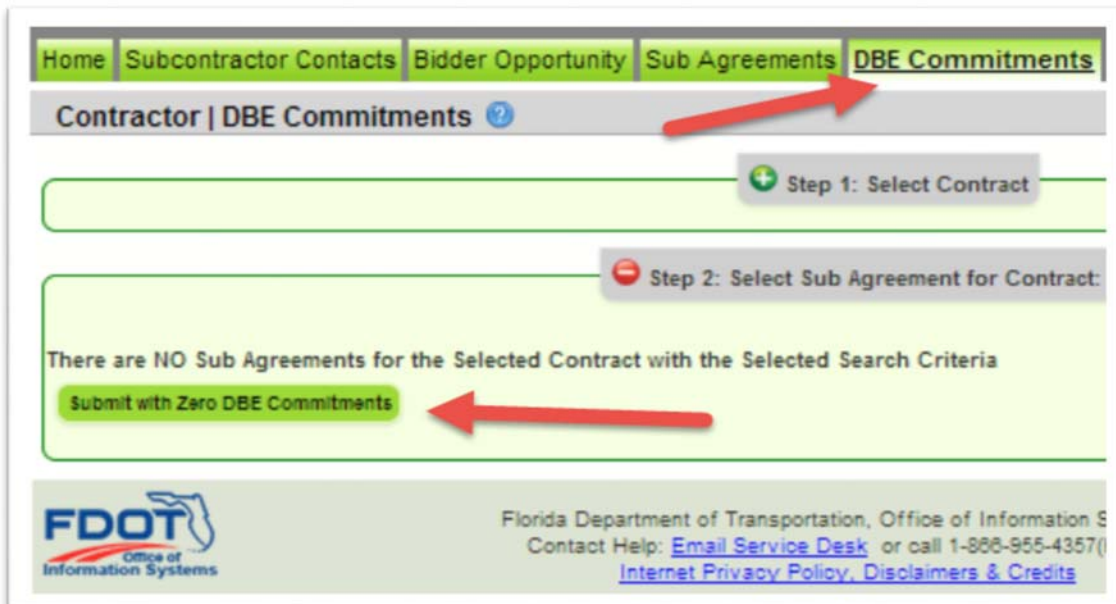 Home Subcontractor Contacts Bidder Opportunity Sub Agreements DBE Commitments
Contractor | DBE Commitments ?
Step 1: Select Contract
Step 2: Select Sub Agreement for Contract:
There are NO Sub Agreements for the Selected Contract with the Selected Search Criteria
Submit with Zero DBE Commitments
FDOT
Office of
Information Systems
Florida Department of Transportation, Office of Information S
Contact Help: Email Service Desk or call 1-866-955-4357(
Internet Privacy Policy, Disclaimers & Credits